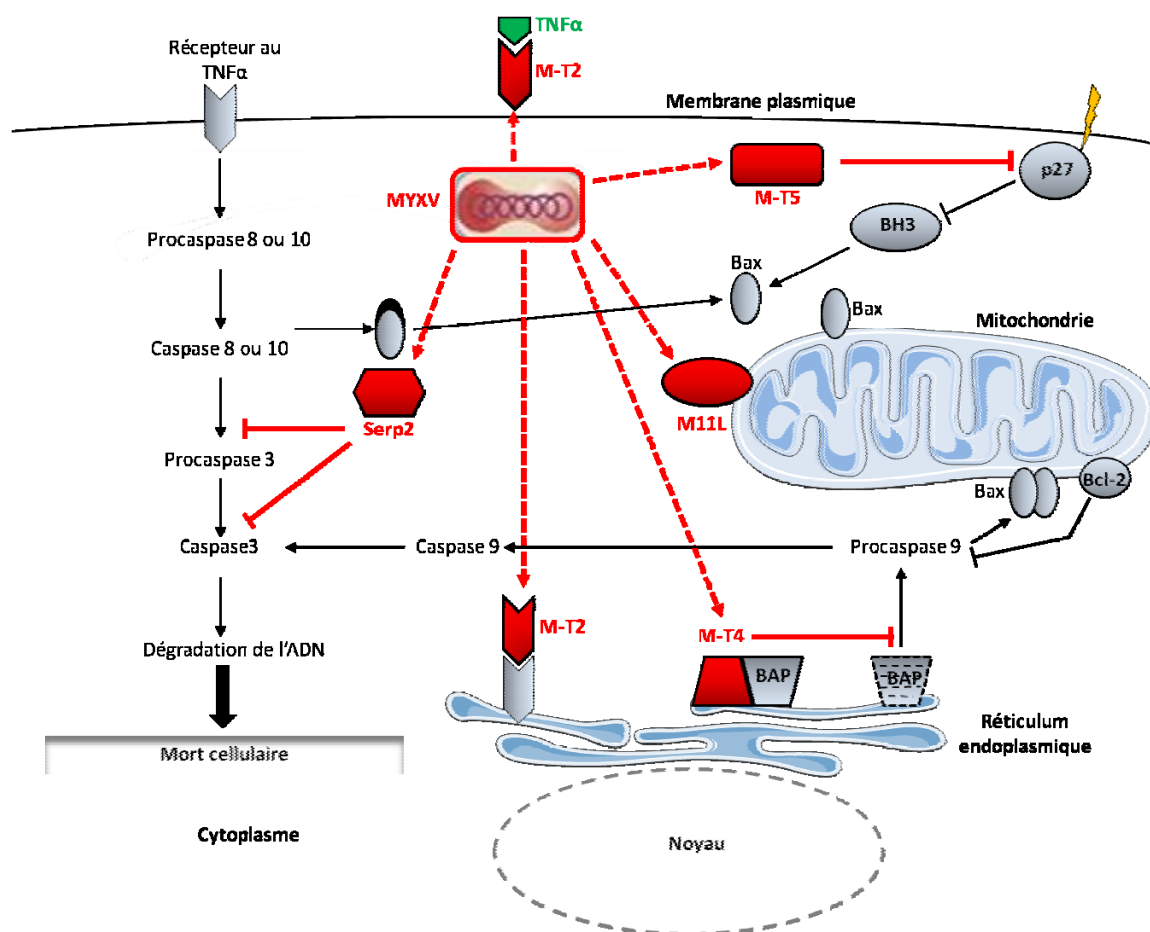 TNFα
Récepteur au
TNFα
M-T2
Membrane plasmique
p27
MYXV
M-T5
BH3
Procaspase 8 ou 10
Bax
Bax
Mitochondrie
Caspase 8 ou 10
M11L
Serp2
Procaspase 3
Bax
Bcl-2
Caspase3
Caspase 9
Procaspase 9
M-T2
M-T4
Dégradation de l'ADN
BAP
BAP
Réticulum
endoplasmique
Mort cellulaire
Cytoplasme
Noyau